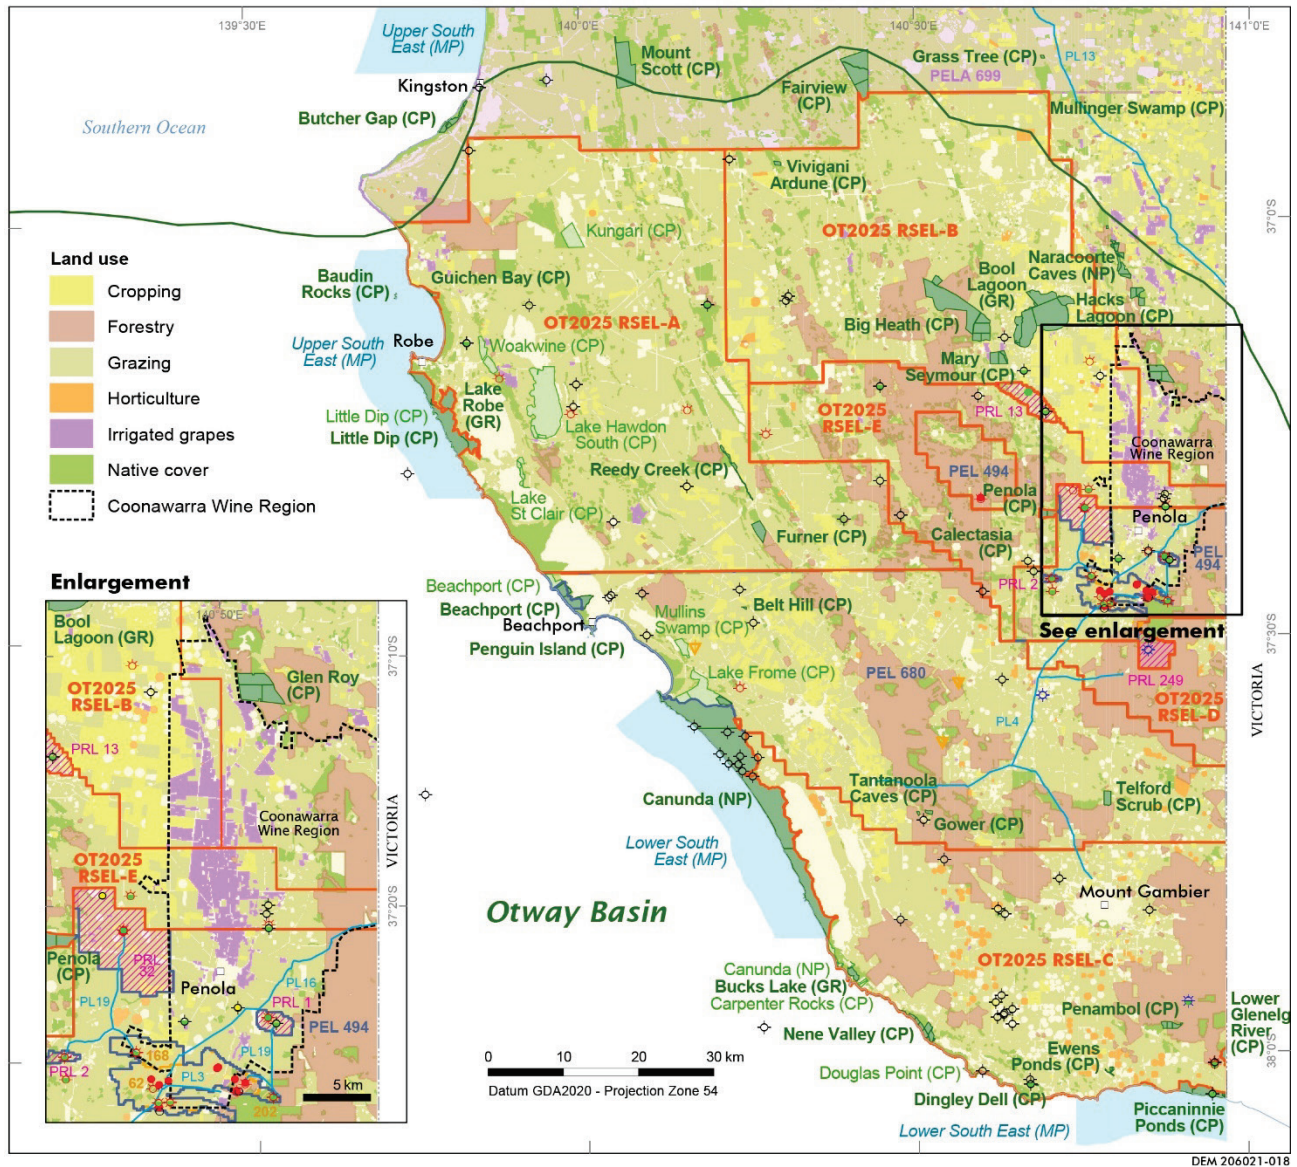 139°30'E
140°0'E
140°30'E
141°0'E
Upper South
East (MP)
Kingston
Mount
Scott (CP)
Grass Tree (CP)
PELA 699
PL13
Fairview
(CP)
Mullinger Swamp (CP)
Butcher Gap (CP)
Southern Ocean
Vivigani
Ardune (CP)
37°0'S
Kungari (CP)
OT2025 RSEL-B
Land use
Cropping
Forestry
Grazing
Horticulture
Irrigated grapes
Native cover
Coonawarra Wine Region
Baudin
Rocks (CP)
Guichen Bay (CP)
Naracoorte
Caves (NP)
Bool
Lagoon
(GR)
Hacks
Lagoon (CP)
Big Heath (CP)
OT2025 RSEL-A
Upper South
East (MP)
Robe
Woakwine (CP)
Mary
Seymour (CP)
Lake
Robe
(GR)
Little Dip (CP)
Little Dip (CP)
Lake Hawdon
South (CP)
OT2025
RSEL-E
PRL 13
Coonawarra
Wine Region
Reedy Creek (CP)
PEL 494
Penola
(CP)
Lake
St Clair (CP)
Penola
Furner (CP)
Calectasia
(CP)
PEL
494
PRL 2
See enlargement
37°30'S
VICTORIA
Beachport (CP)
Beachport (CP)
Beachport
Penguin Island (CP)
Mullins
Swamp (CP)
Belt Hill (CP)
Lake Frome (CP)
PEL 680
PRL 249
OT2025
RSEL-D
PL4
Canunda (NP)
Tantanoola
Caves (CP)
Telford
Scrub (CP)
Gower (CP)
Lower South
East (MP)
Mount Gambier
Otway Basin
OT2025 RSEL-C
Canunda (NP)
Bucks Lake (GR)
Carpenter Rocks (CP)
Nene Valley (CP)
Penambol (CP)
Lower
Glenelg
River
(CP)
Ewens
Ponds (CP)
38°0'S
Douglas Point (CP)
Dingley Dell (CP)
Piccaninnie
Ponds (CP)
Lower South East (MP)
0 10 20 30 km
Datum GDA2020 - Projection Zone 54
Enlargement
140°50'E
Bool
Lagoon (GR)
37°10'S
OT2025
RSEL-B
Glen Roy
(CP)
PRL 13
Coonawarra
Wine Region
VICTORIA
OT2025
RSEL-E
37°20'S
Penola
(CP)
PRL
32
Penola
PL19
PL16
PRL 1
PEL 494
PL19
PRL 2
168
62
PL3
202
5 km
DEM 206021-018